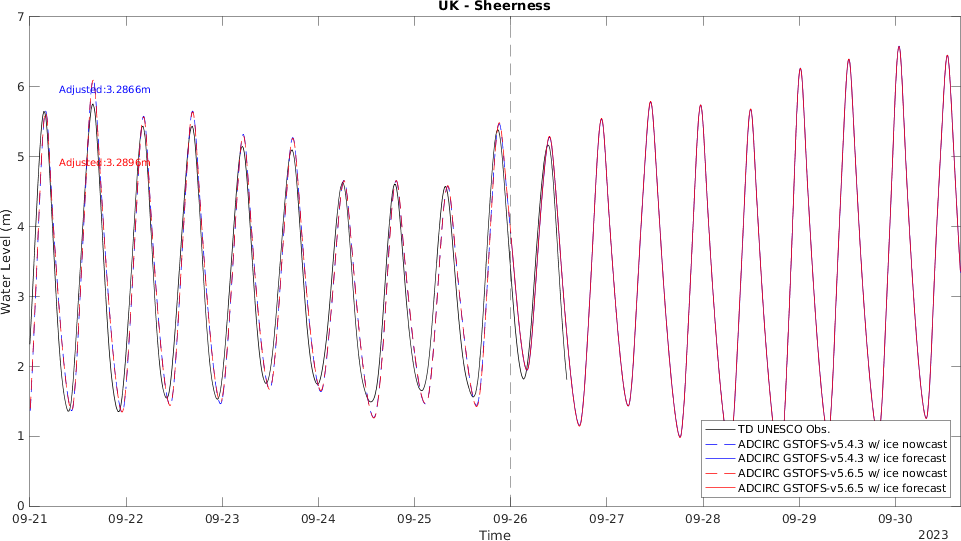 UK - Sheerness
7
6
5
4
3
2
1
0
Water Level (m)
Adjusted:3.2866m
Adjusted:3.2896m
TD UNESCO Obs.
ADCIRC GSTOFS-v5.4.3 w/ ice nowcast
ADCIRC GSTOFS-v5.4.3 w/ ice forecast
ADCIRC GSTOFS-v5.6.5 w/ ice nowcast
ADCIRC GSTOFS-v5.6.5 w/ ice forecast
09-21 09-22 09-23 09-24 09-25 09-26 09-27 09-28 09-29 09-30
Time
2023